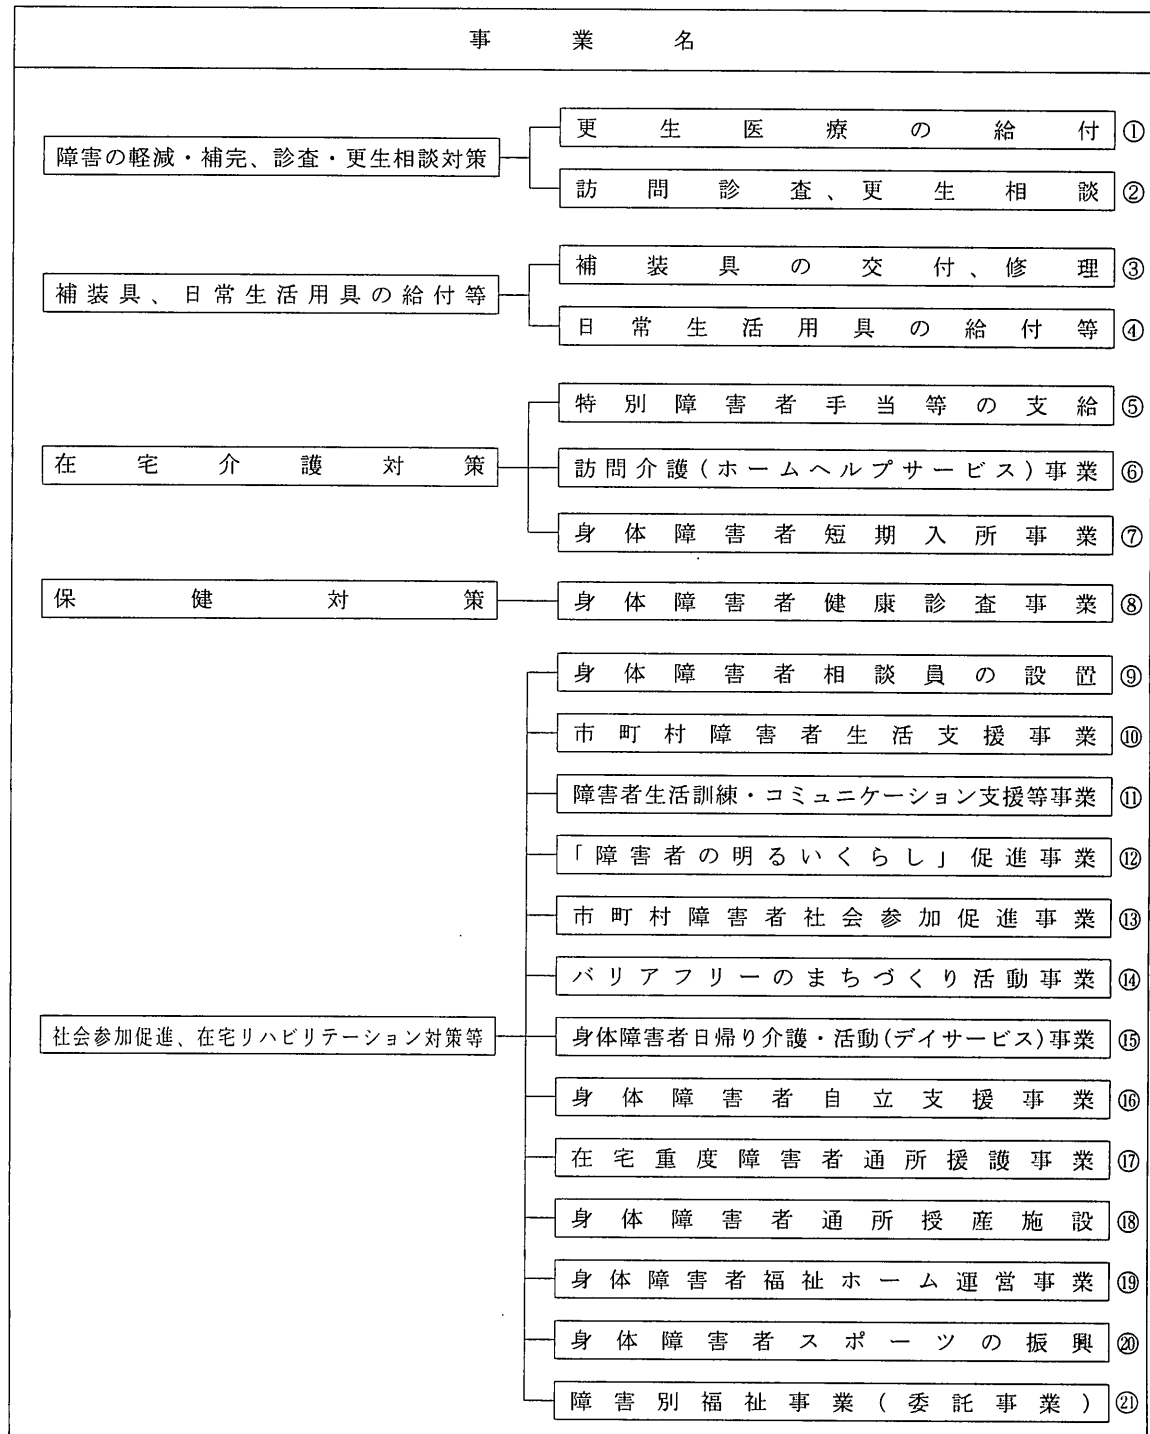 事業名
障害の軽減・補完、診査・更生相談対策
更生医療の給付 ①
訪問診査、更生相談 ②
補装具、日常生活用具の給付等
補装具の交付、修理 ③
日常生活用具の給付等 ④
在宅介護対策
特別障害者手当等の支給 ⑤
訪問介護(ホームヘルプサービス)事業 ⑥
身体障害者短期入所事業 ⑦
保健対策
身体障害者健康診査事業 ⑧
社会参加促進、在宅リハビリテーション対策等
身体障害者相談員の設置 ⑨
市町村障害者生活支援事業 ⑩
障害者生活訓練・コミュニケーション支援等事業 ⑪
「障害者の明るいくらし」促進事業 ⑫
市町村障害者社会参加促進事業 ⑬
バリアフリーのまちづくり活動事業 ⑭
身体障害者日帰り介護・活動(デイサービス)事業 ⑮
身体障害者自立支援事業 ⑯
在宅重度障害者通所援護事業 ⑰
身体障害者通所授産施設 ⑱
身体障害者福祉ホーム運営事業 ⑲
身体障害者スポーツの振興 ⑳
障害別福祉事業(委託事業) ㉑